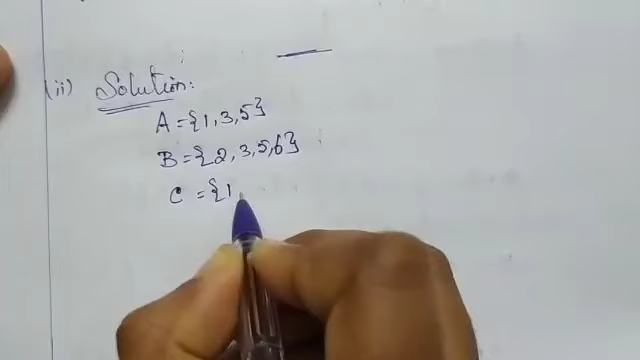 (ii) Solution:
A = {1, 3, 5}
B = {2, 3, 5, 6}
C = {1